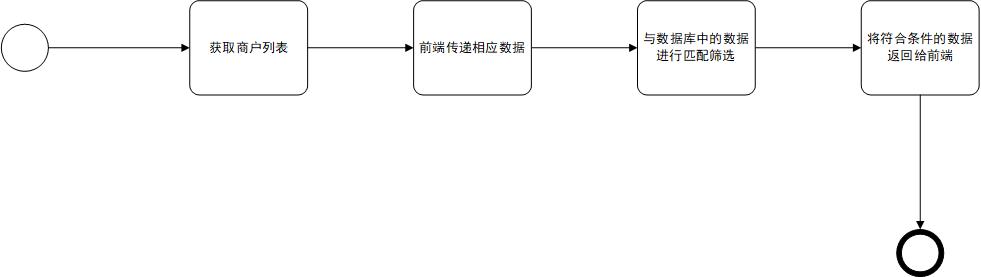 获取商户列表
前端传递相应数据
与数据库中的数据
进行匹配筛选
将符合条件的数据
返回给前端